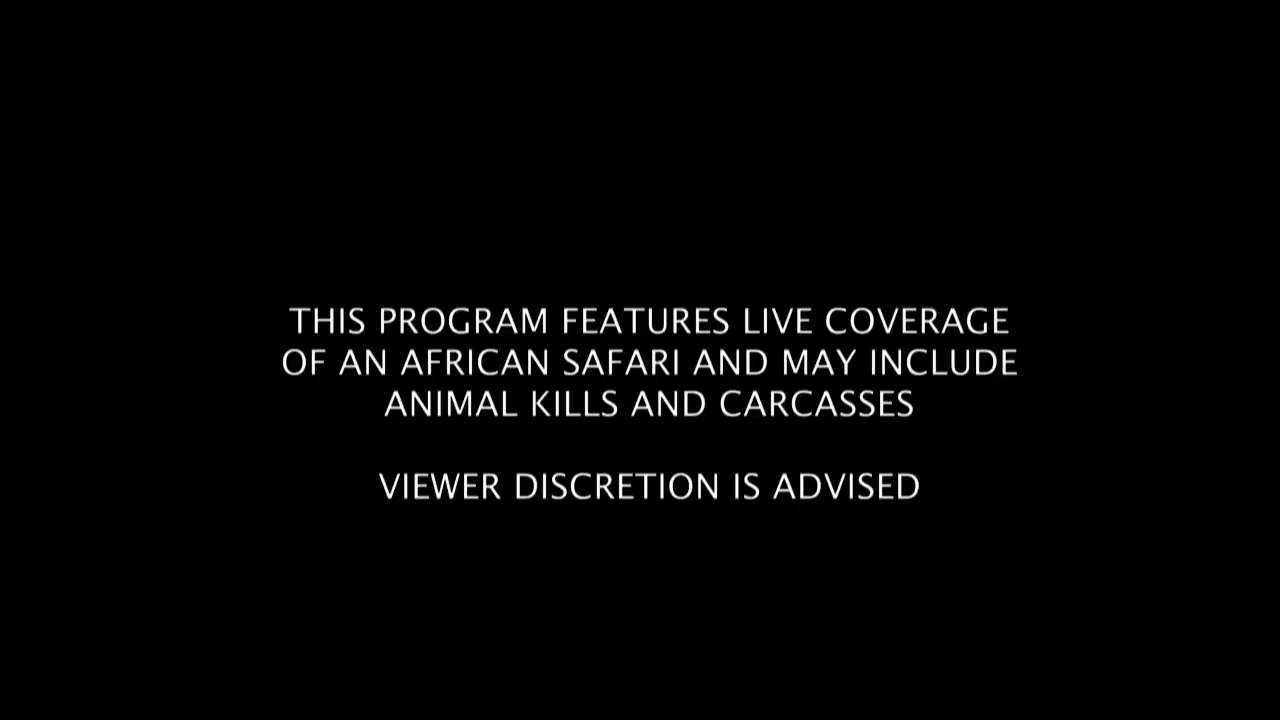 THIS PROGRAM FEATURES LIVE COVERAGE
OF AN AFRICAN SAFARI AND MAY INCLUDE
ANIMAL KILLS AND CARCASSES
VIEWER DISCRETION IS ADVISED